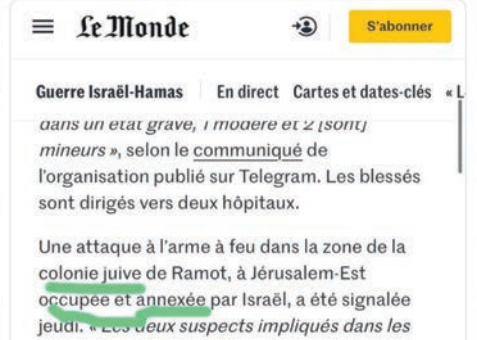 Le Monde
S'abonner
Guerre Israël-Hamas En direct Cartes et dates-clés « L
dans un état grave, 1 modéré et 2 [sont]
mineurs », selon le communiqué de
l'organisation publié sur Telegram. Les blessés
sont dirigés vers deux hôpitaux.
Une attaque à l'arme à feu dans la zone de la
colonie juive de Ramot, à Jérusalem-Est
occupée et annexée par Israël, a été signalée
jeudi. « Les deux suspects impliqués dans les